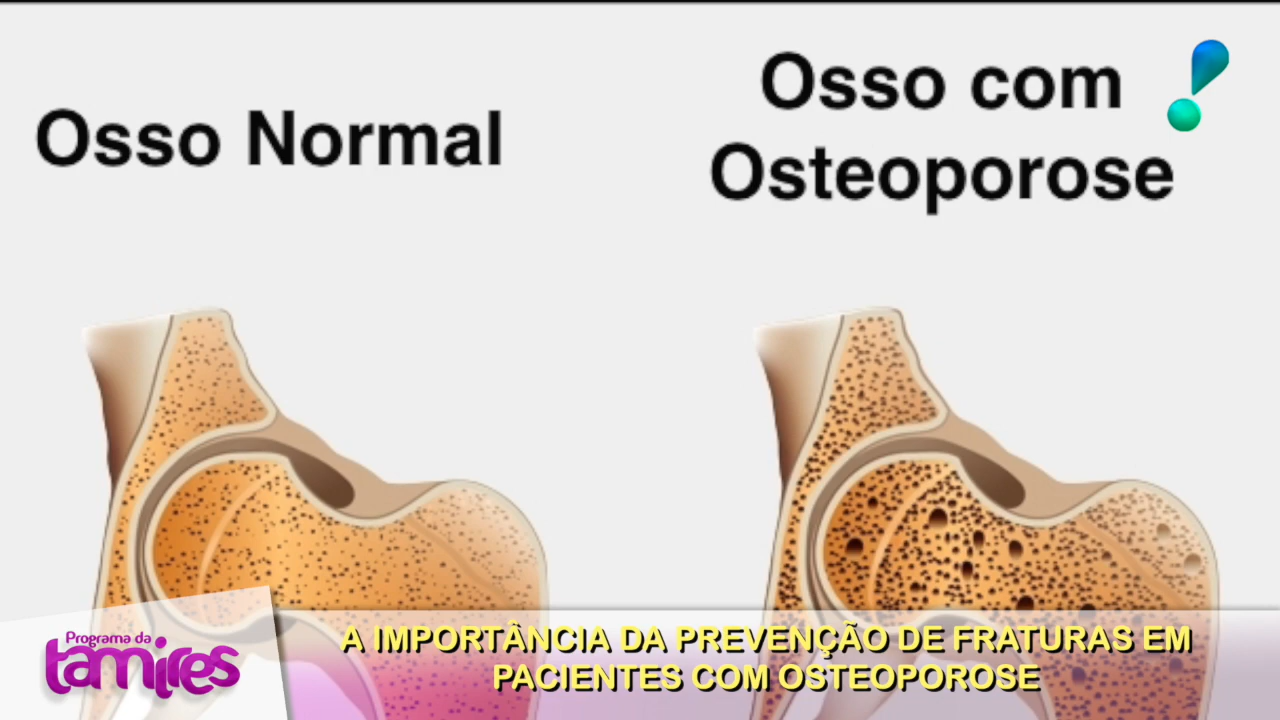 Osso Normal
Osso com
Osteoporose
Programa da
tamires
A IMPORTÂNCIA DA PREVENÇÃO DE FRATURAS EM
PACIENTES COM OSTEOPOROSE